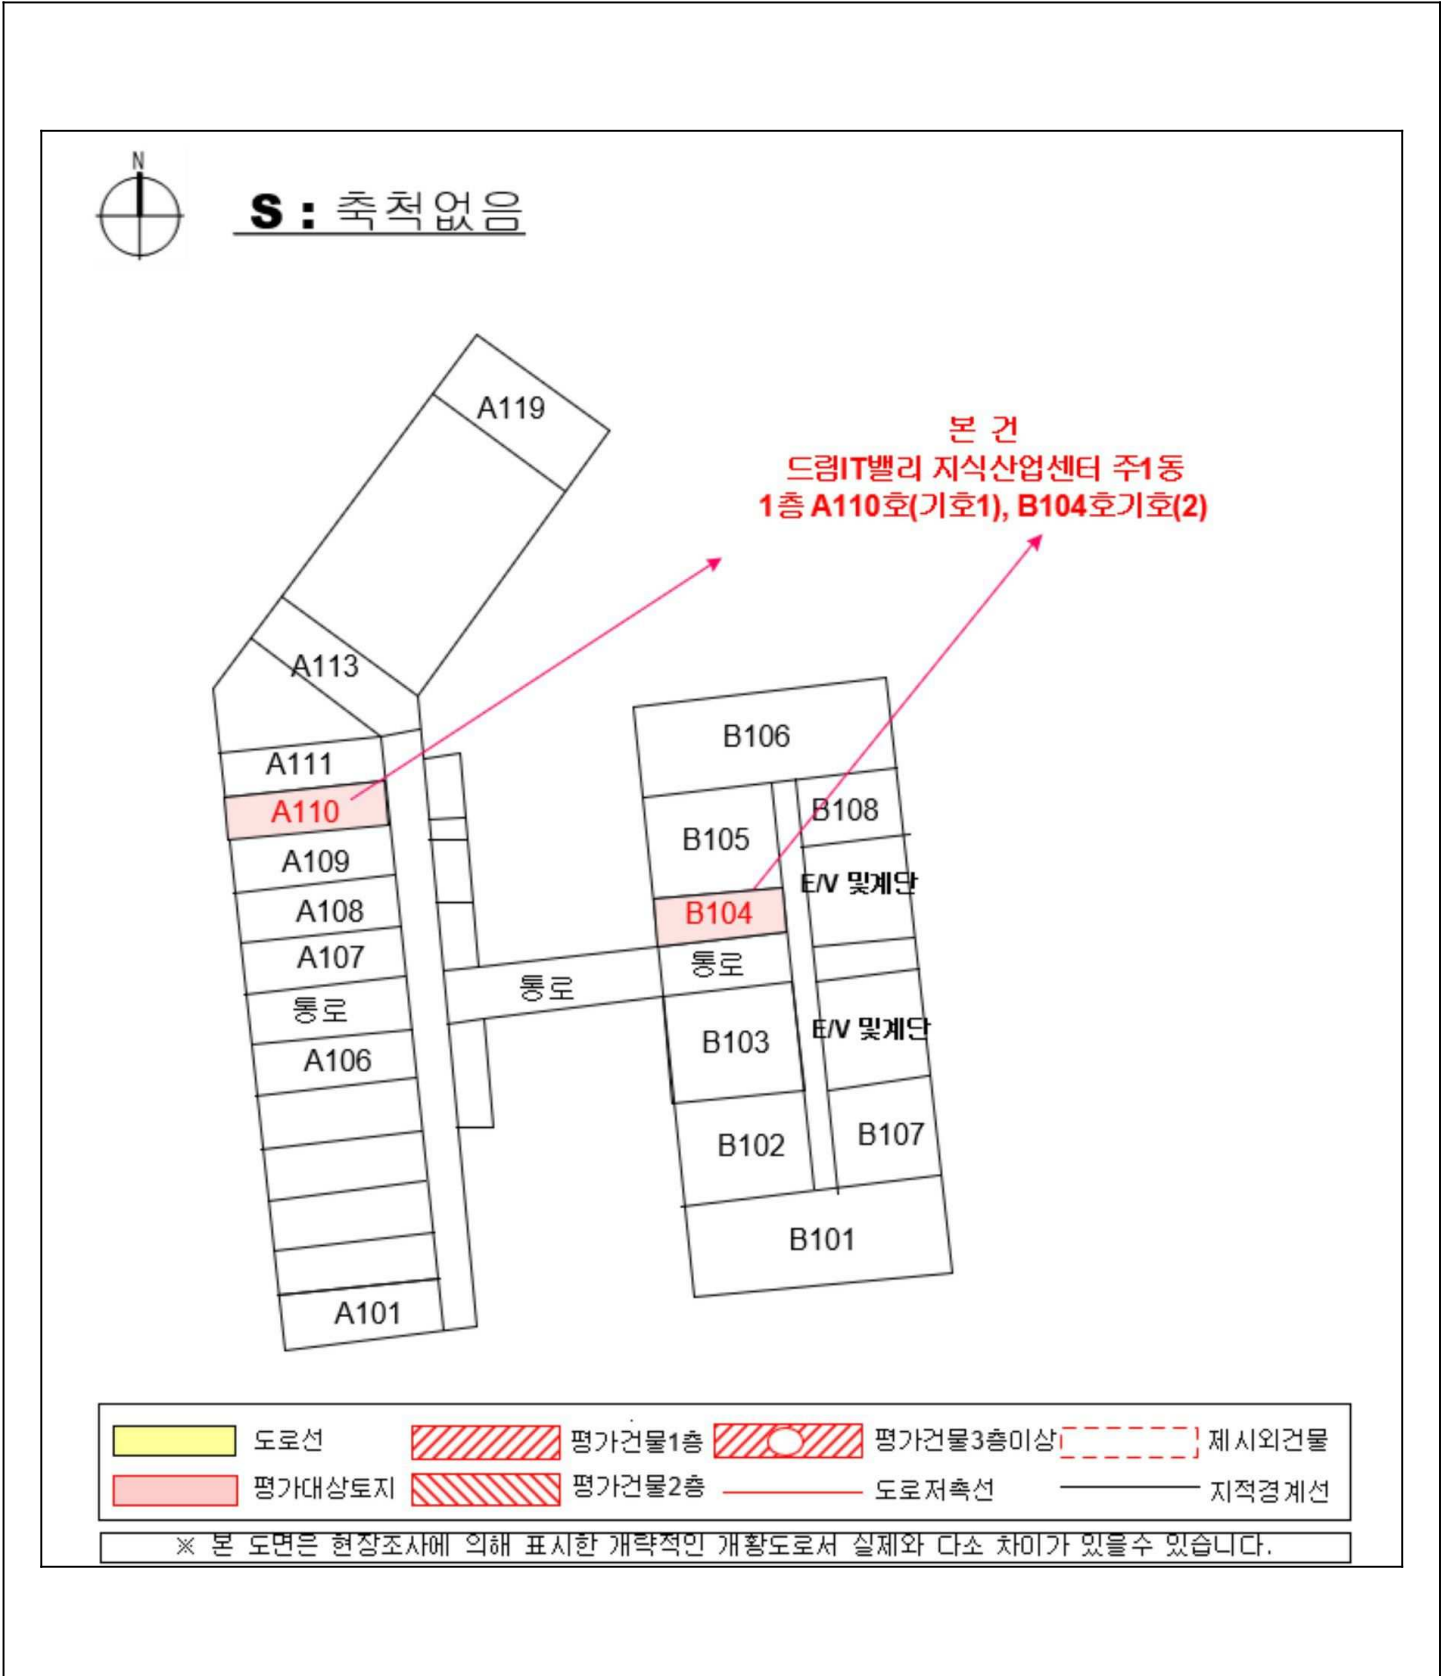 N
S : 축척없음
A119
본 건
드림IT밸리 지식산업센터 주1동
1층 A110호(기호1), B104호기호(2)
A113
A111
A110
A109
A108
A107
통로
A106
A101
통로
B106
B105
B108
E/V 및계단
B104
통로
B103
E/V 및계단
B102
B107
B101
도로선
평가건물1층
평가건물3층이상
제시외건물
평가대상토지
평가건물2층
도로저촉선
지적경계선
※ 본 도면은 현장조사에 의해 표시한 개략적인 개황도로서 실제와 다소 차이가 있을수 있습니다.